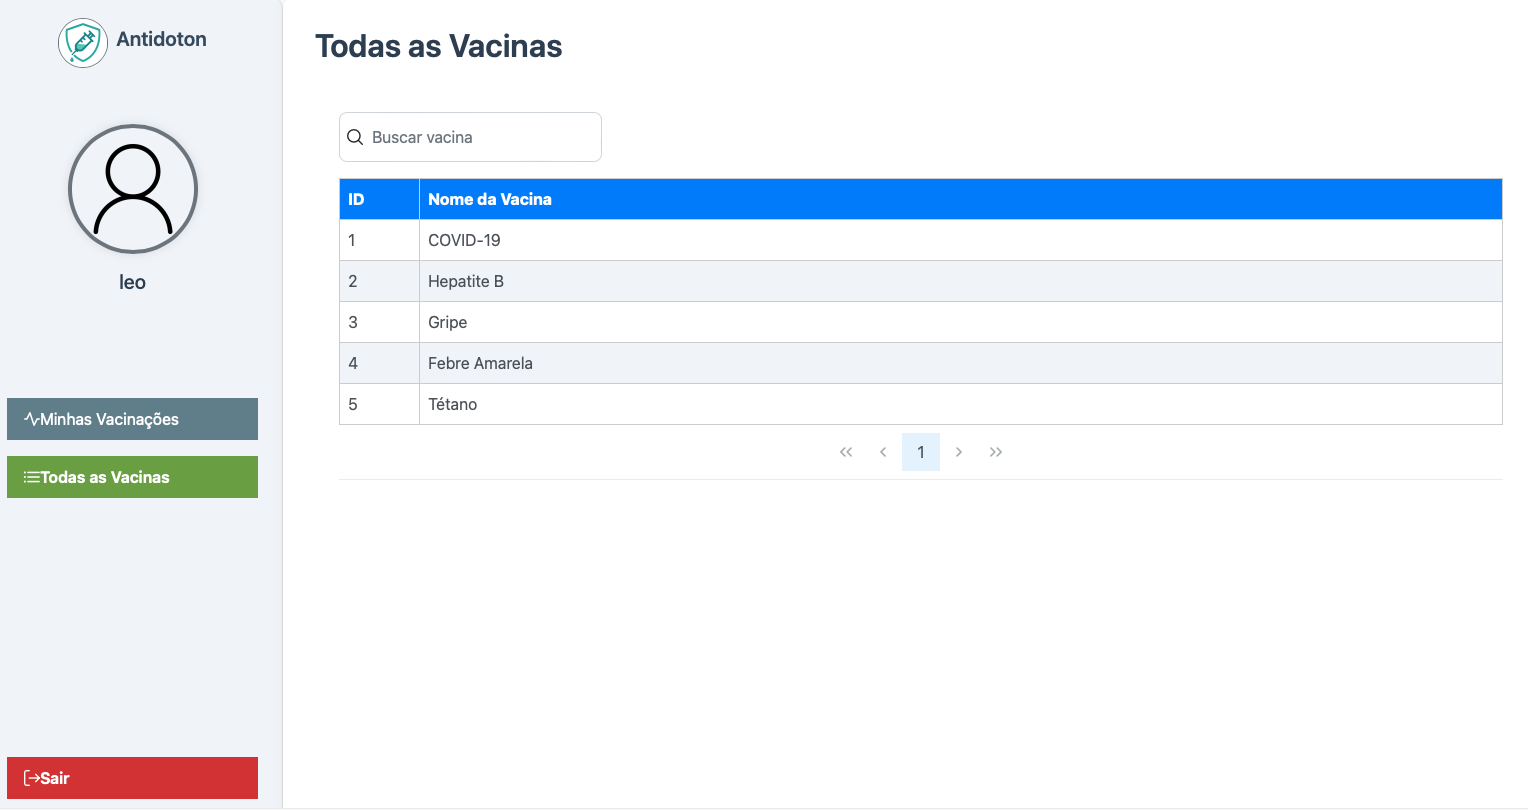 Antidoton
leo
Minhas Vacinações
Todas as Vacinas
Sair
Todas as Vacinas
Buscar vacina
ID Nome da Vacina
1 COVID-19
2 Hepatite B
3 Gripe
4 Febre Amarela
5 Tétano
1